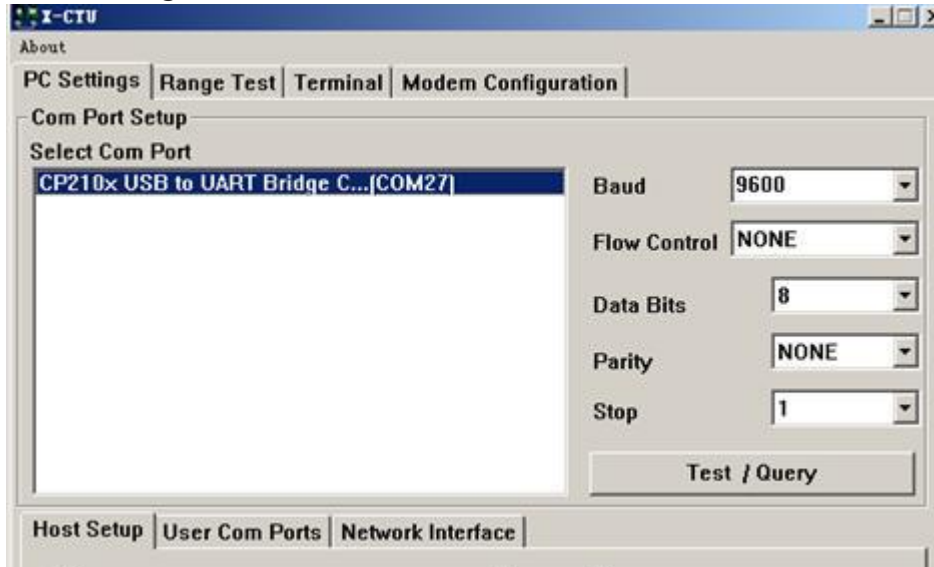 X-CTU
About
PC Settings Range Test Terminal Modem Configuration
Com Port Setup
Select Com Port
CP210x USB to UART Bridge C...(COM27)
Baud 9600
Flow Control NONE
Data Bits 8
Parity NONE
Stop 1
Test / Query
Host Setup User Com Ports Network Interface